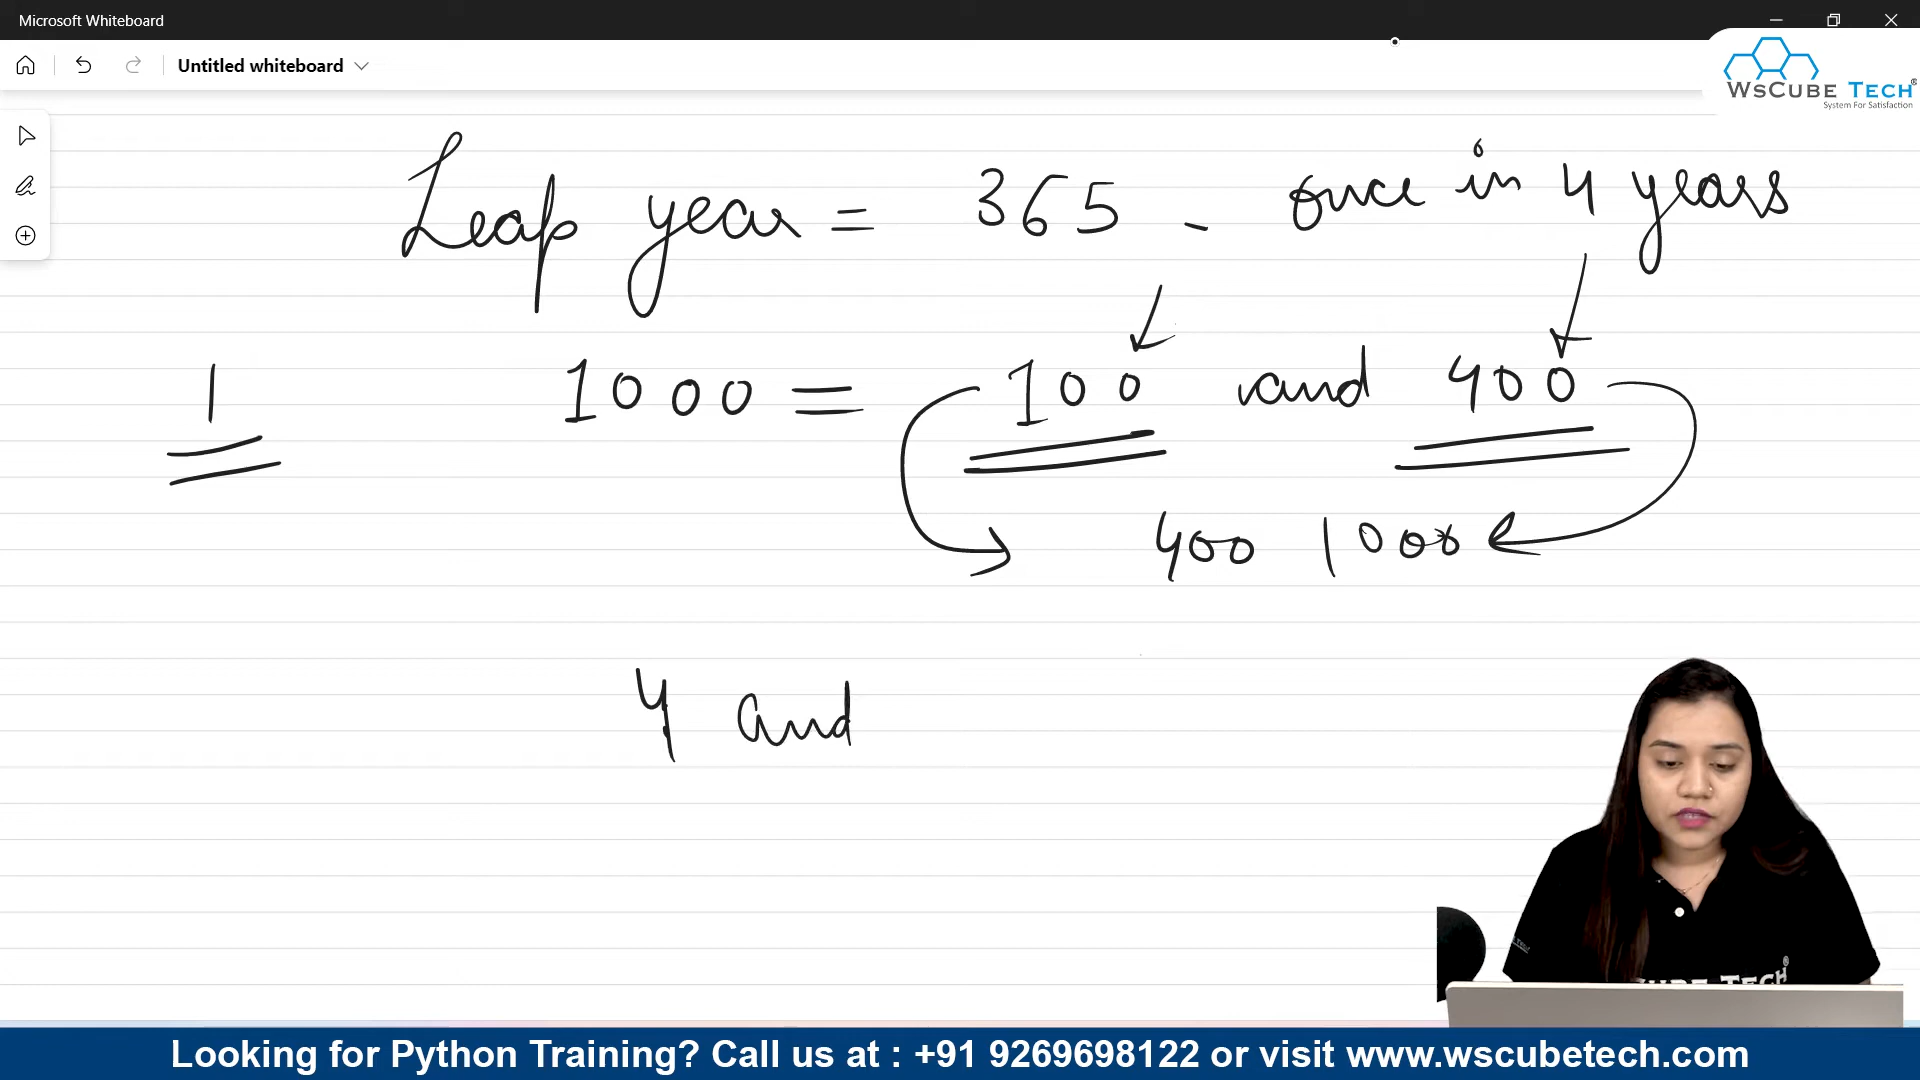 Microsoft Whiteboard
Untitled whiteboard
WsCube Tech
System For Satisfaction
Leap year = 365 - once in 4 years
1 1000 = 100 and 400
400 1000
4 and
CUBE TECH
Looking for Python Training? Call us at : +91 9269698122 or visit www.wscubetech.com